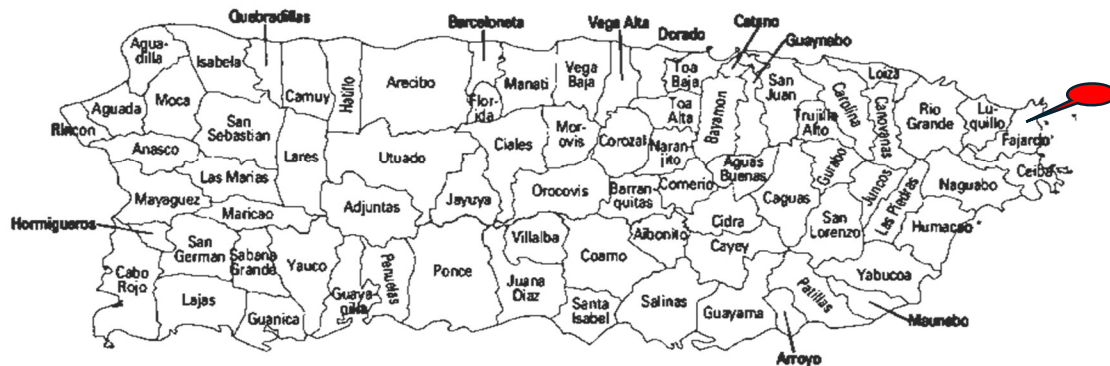 Quebradillas
Barceloneta
Vega Alta
Catano
Dorado
Guaynabo
Agua-
dilla
Isabela
Camuy
Hatillo
Arecibo
Manati
Vega
Baja
Toa
Baja
San
Juan
Loiza
Aguada
Moca
Flor-
ida
Toa
Alta
Bayamon
Trujillo
Alto
Carolina
Canovanas
Rio
Grande
Lu-
quillo
Fajardo
Rincon
San
Sebastian
Anasco
Lares
Utuado
Ciales
Mor-
ovis
Corozal
Naran-
jito
Aguas
Buenas
Gurabo
Ceiba
Las Marias
Mayaguez
Maricao
Adjuntas
Jayuya
Orocovis
Barran-
quitas
Comerio
Caguas
Juncos
Las Piedras
Naguabo
Hormigueros
Cidra
San
Lorenzo
Humacao
San
German
Sabana
Grande
Yauco
Penuelas
Ponce
Villalba
Coamo
Aibonito
Cayey
Cabo
Rojo
Lajas
Guanica
Guaya-
nilla
Juana
Diaz
Santa
Isabel
Salinas
Guayama
Patillas
Yabucoa
Maunabo
Arroyo